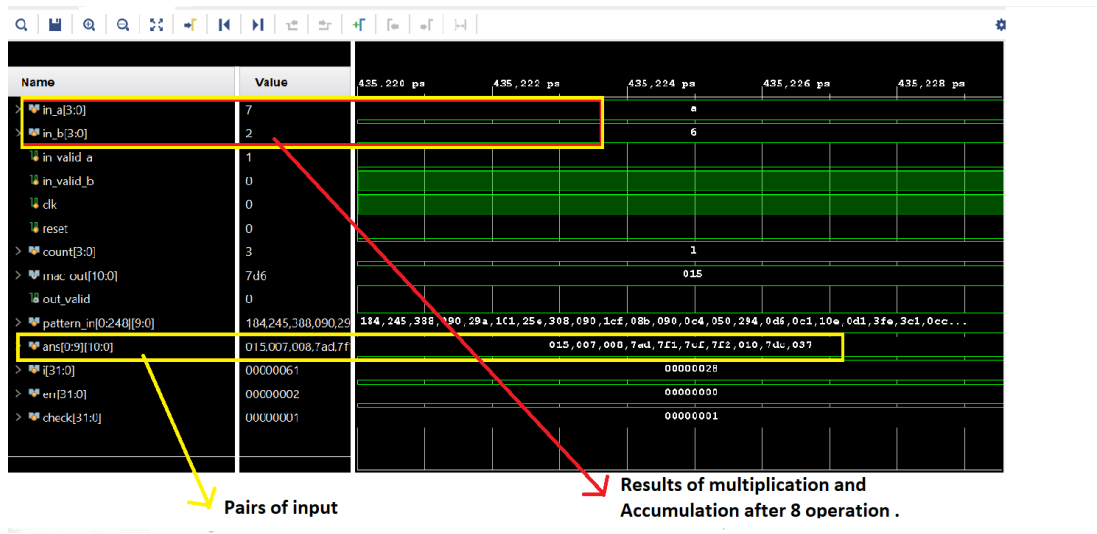 Name Value 435.220 ps 435,222 ps 435,224 ps 435,226 ps 435,228 ps
in_a[3:0] 7 a
in_b[3:0] 2 6
in valid a 1
in_valid_b 0
clk 0
reset 0
count[3:0] 3 1
mac out[10:0] 7d6 015
out_valid 0
pattern_in[0:248][9:0] 184,245,388,090,29 184,245,388,090,29a,101,25e,308,090,1cf,08b,090,0c4,050,294,0d6,0c1,10e,0d1,3fe,3c1,0cc...
ans[0:9][10:0] 015,007,008,7ad,7f 015,007,008,7ad,7f1,7cf,7f2,010,7dc,037
i[31:0] 00000061 00000028
err[31:0] 00000002 00000000
check[31:0] 00000001 00000001
Pairs of input
Results of multiplication and
Accumulation after 8 operation .